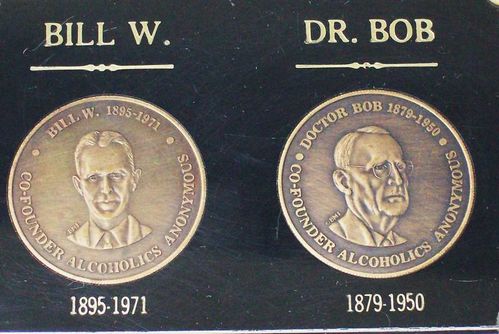 BILL W.
DR. BOB
• BILL W. 1895-1971 •
CO-FOUNDER ALCOHOLICS ANONYMOUS
• DOCTOR BOB 1879-1950 •
CO-FOUNDER ALCOHOLICS ANONYMOUS
1895-1971
1879-1950